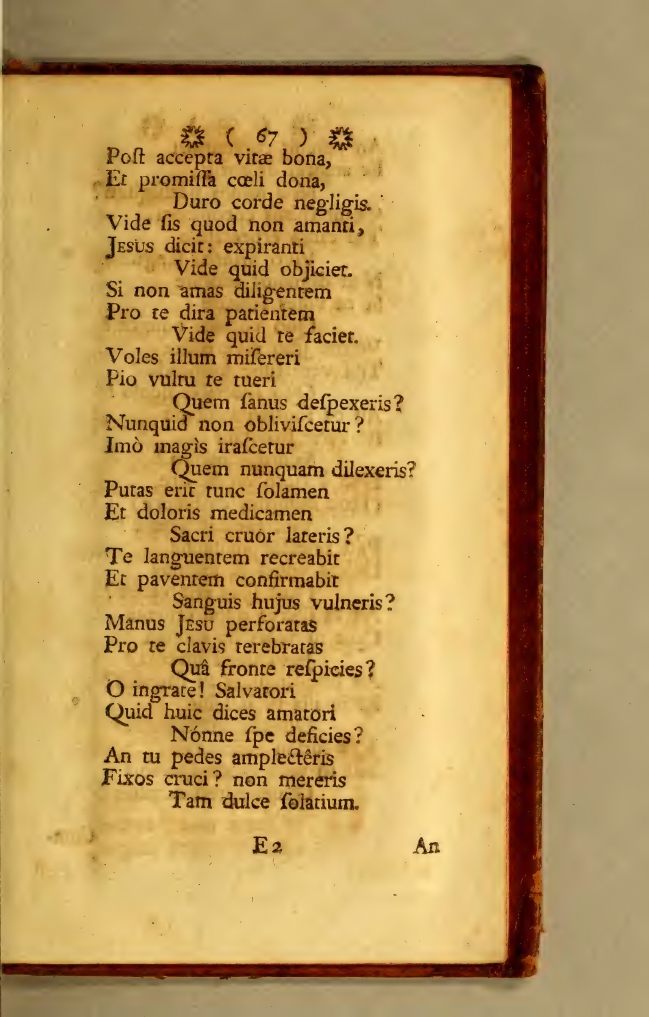 ( 67 )
Poſt accepta vitæ bona,
Et promiſſa cœli dona,
Duro corde negligis.
Vide ſis quod non amanti,
JESUS dicit: expiranti
Vide quid objiciet.
Si non amas diligentem
Pro te dira patientem
Vide quid te faciet.
Voles illum miſereri
Pio vultu te tueri
Quem ſanus deſpexeris?
Nunquid non obliviſcetur?
Imò magìs iraſcetur
Quem nunquam dilexeris?
Putas erit tunc ſolamen
Et doloris medicamen
Sacri cruor lateris?
Te languentem recreabit
Et paventem confirmabit
Sanguis hujus vulneris?
Manus JESU perforatas
Pro te clavis terebratas
Quâ fronte reſpicies?
O ingrate! Salvatori
Quid huic dices amatori
Nónne ſpe deficies?
An tu pedes amplectêris
Fixos cruci? non mereris
Tam dulce ſolatium.
E2 An